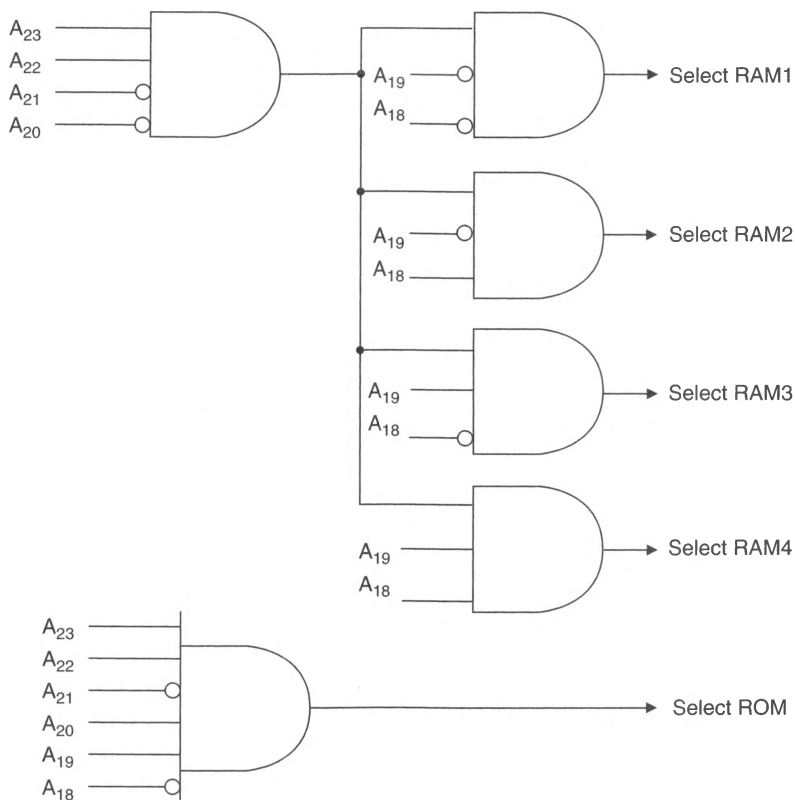 A23
A22
A21
A20
A19
A18
Select RAM1
A19
A18
Select RAM2
A19
A18
Select RAM3
A19
A18
Select RAM4
A23
A22
A21
A20
A19
A18
Select ROM